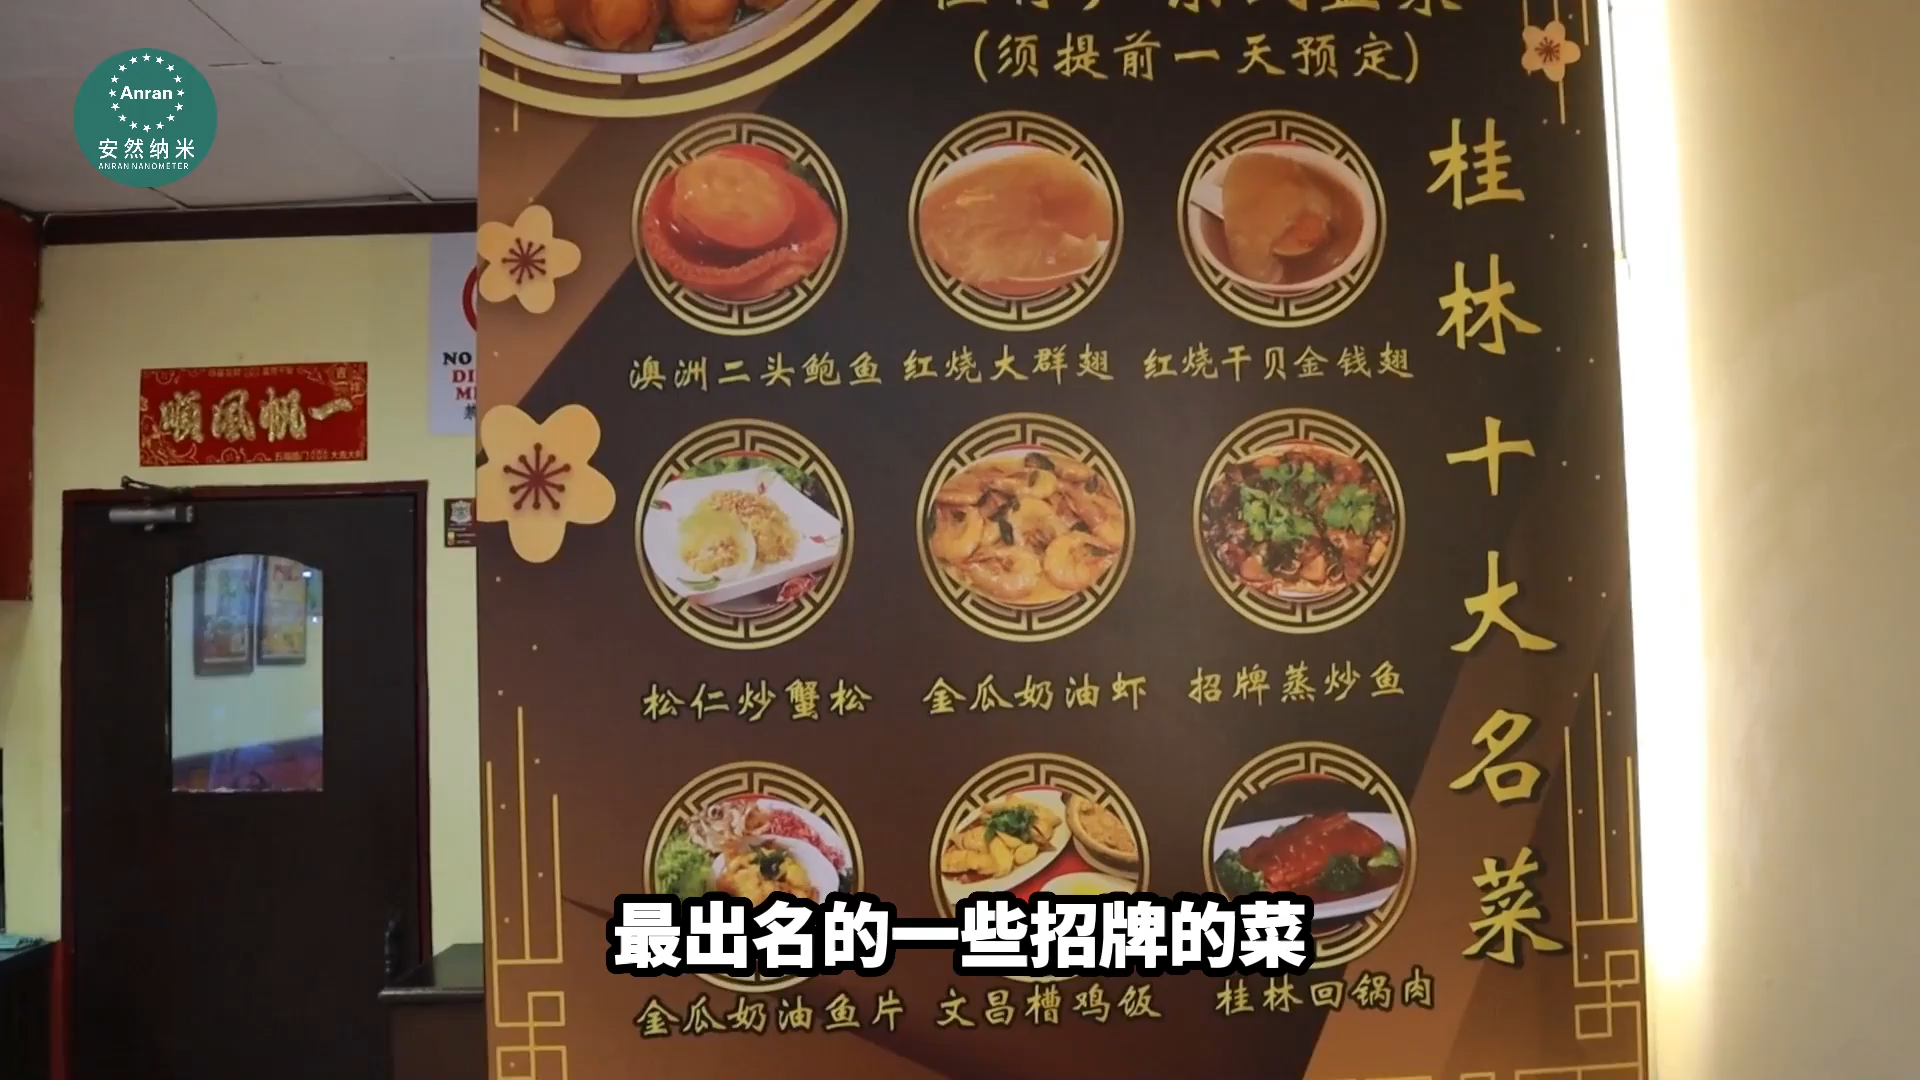 Anran
安然纳米
ANRAN NANOMETER
(须提前一天预定)
桂林十大名菜
澳洲二头鲍鱼
红烧大群翅
红烧干贝金钱翅
松仁炒蟹松
金瓜奶油虾
招牌蒸炒鱼
金瓜奶油鱼片
文昌槽鸡饭
桂林回锅肉
一帆風順
NO
DI
最出名的一些招牌的菜